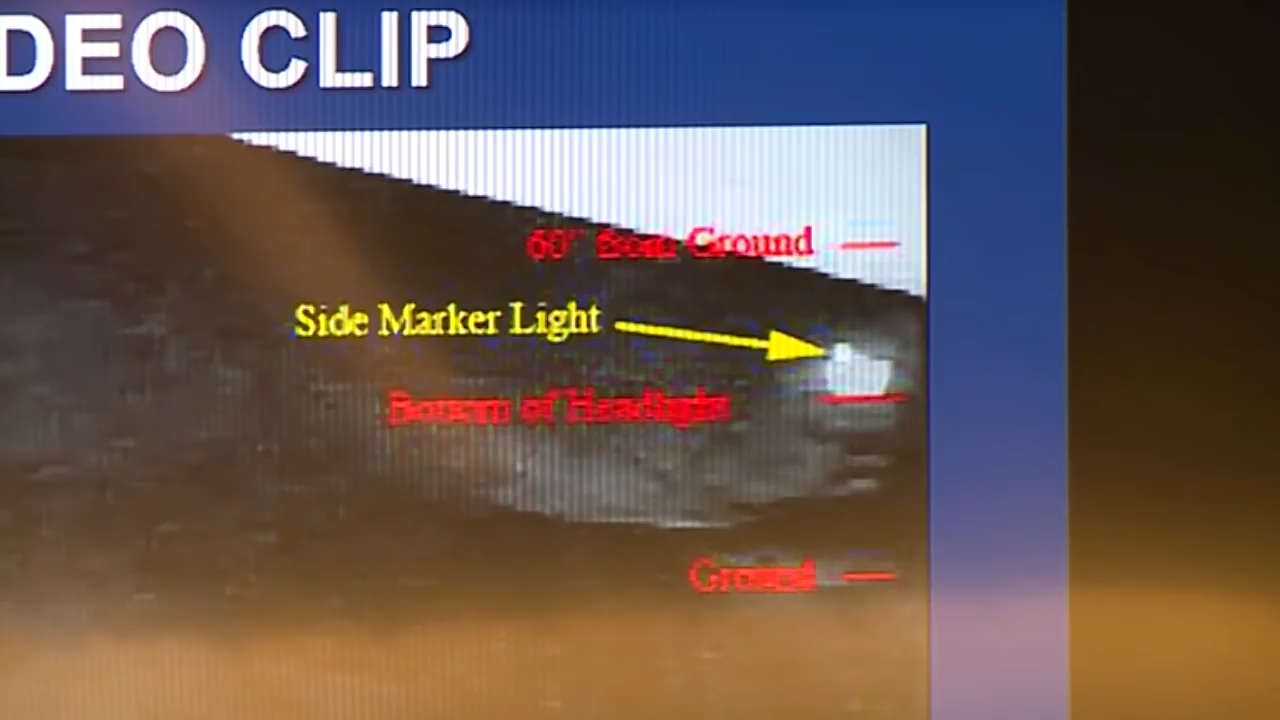 DEO CLIP
60" from Ground
Side Marker Light
Bottom of Headlight
Ground